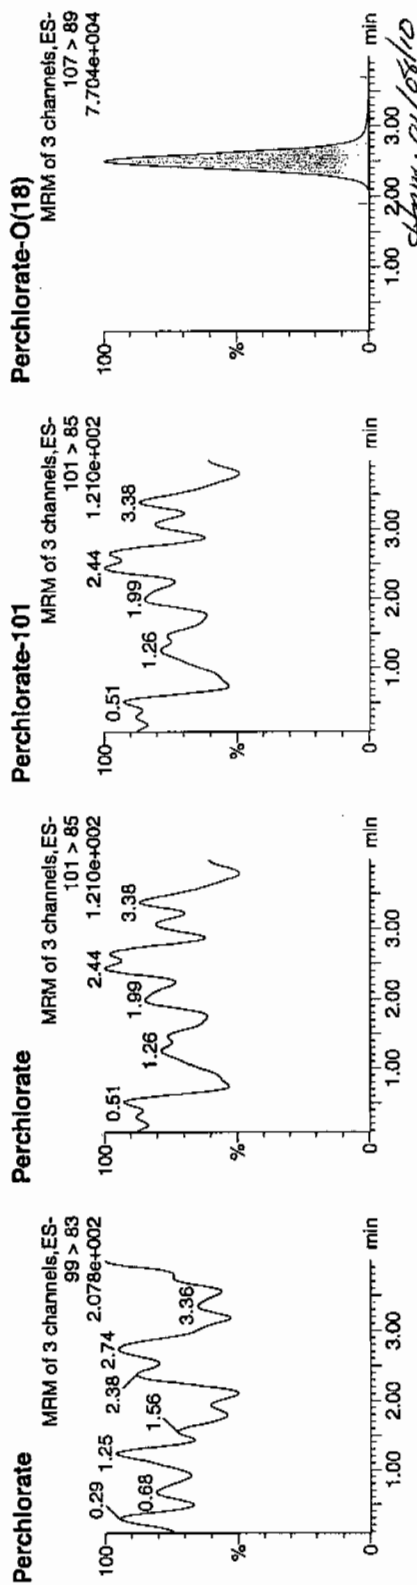 Perchlorate
MRM of 3 channels,ES-
99 > 83
2.078e+002
100
%
0
0.29
0.68
1.25
1.56
2.38
2.74
3.36
1.00
2.00
3.00
min
Perchlorate
MRM of 3 channels,ES-
101 > 85
1.210e+002
100
%
0
0.51
1.26
1.99
2.44
3.38
1.00
2.00
3.00
min
Perchlorate-101
MRM of 3 channels,ES-
101 > 85
1.210e+002
100
%
0
0.51
1.26
1.99
2.44
3.38
1.00
2.00
3.00
min
Perchlorate-O(18)
MRM of 3 channels,ES-
107 > 89
7.704e+004
100
%
0
1.00
2.00
3.00
min